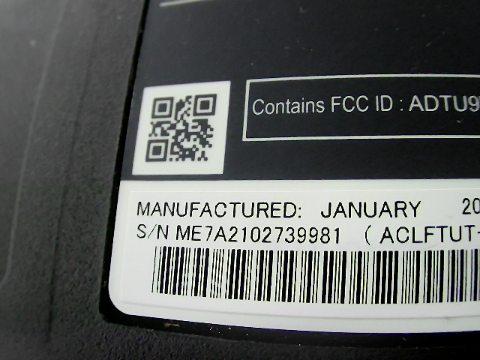 Contains FCC ID : ADTU9
MANUFACTURED: JANUARY 20
S/N ME7A2102739981 ( ACLFTUT-